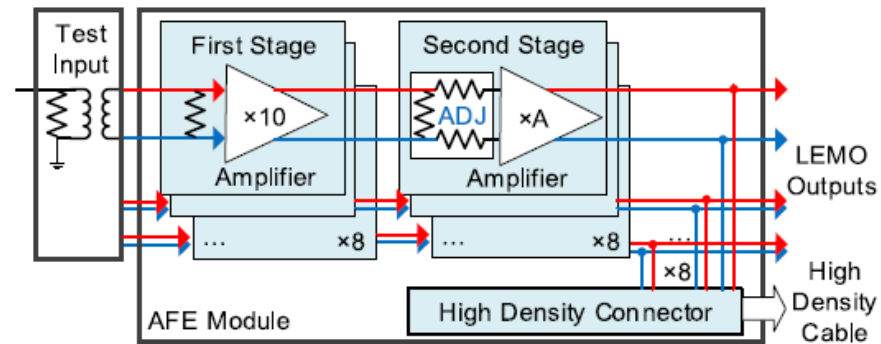 Test
Input
First Stage
×10
Amplifier
... ×8
Second Stage
ADJ
×A
Amplifier
... ×8
...
×8
LEMO
Outputs
AFE Module
High Density Connector
High
Density
Cable